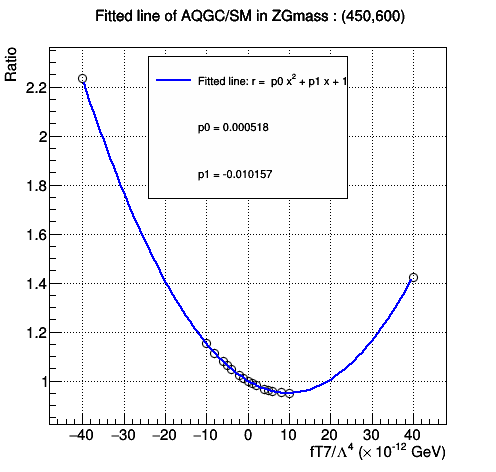 Fitted line of AQGC/SM in ZGmass : (450,600)
Ratio
Fitted line: r = p0 x² + p1 x + 1
p0 = 0.000518
p1 = -0.010157
2.2
2
1.8
1.6
1.4
1.2
1
−40 −30 −20 −10 0 10 20 30 40
fT7/Λ⁴ (× 10⁻¹² GeV)